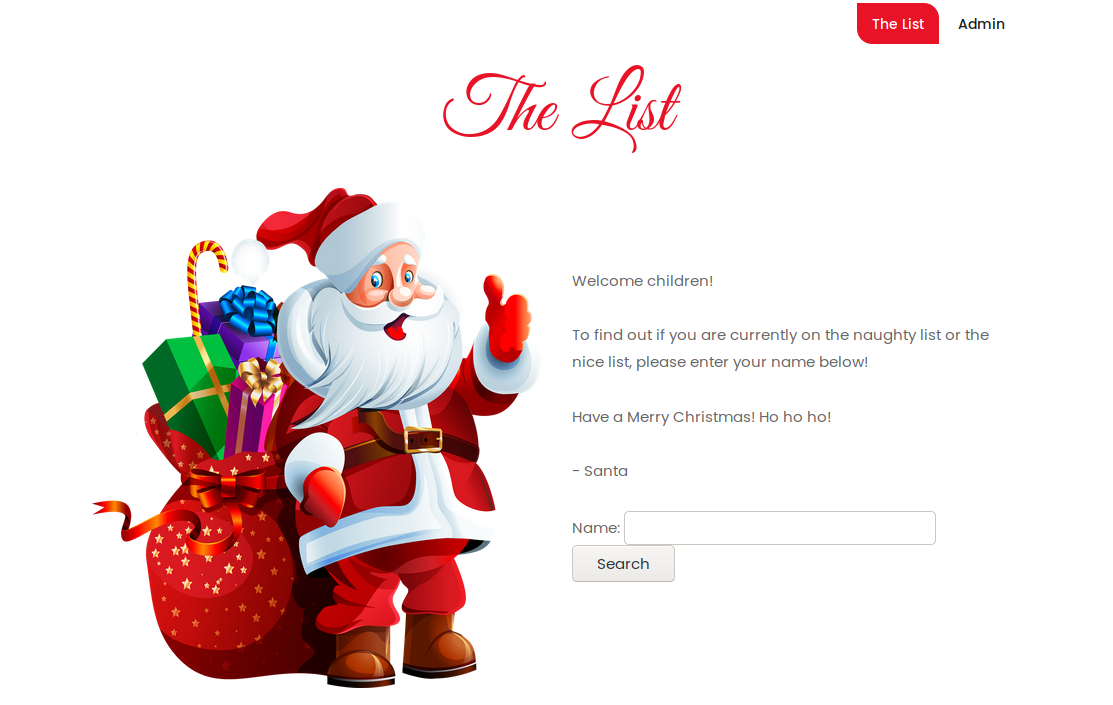 The List
Admin
The List
Welcome children!
To find out if you are currently on the naughty list or the
nice list, please enter your name below!
Have a Merry Christmas! Ho ho ho!
- Santa
Name:
Search